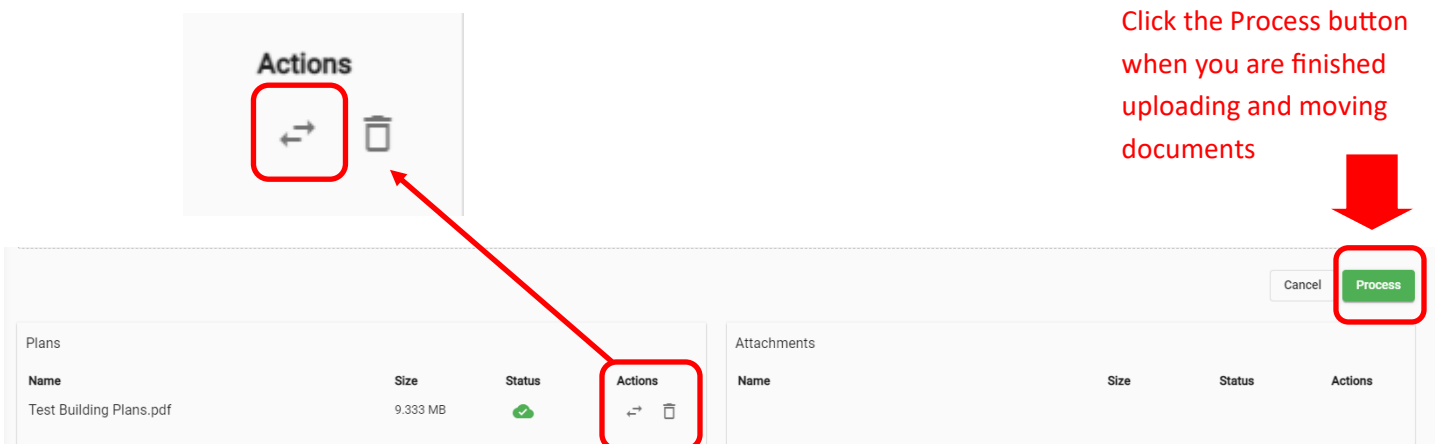 Actions
Click the Process button
when you are finished
uploading and moving
documents
Cancel Process
Plans
Name Size Status Actions
Test Building Plans.pdf 9.333 MB
Attachments
Name Size Status Actions